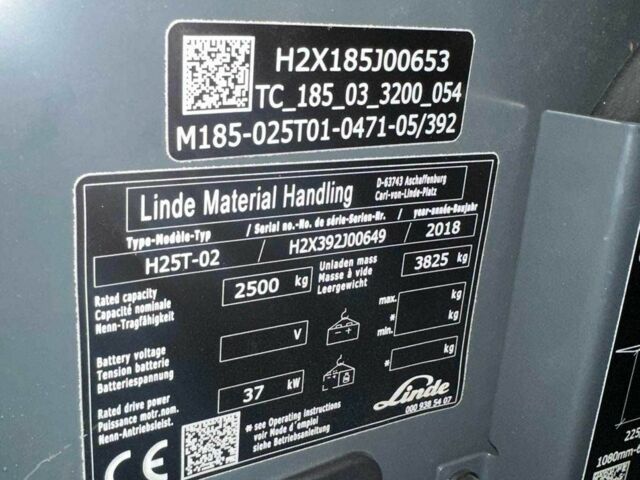 H2X185J00653
TC_185_03_3200_054
M185-025T01-0471-05/392
Linde Material Handling
D-63743 Aschaffenburg
Carl-von-Linde-Platz
Type-Modèle-Typ / Serial no.-No. de série-Serien-Nr. / year-année-Baujahr
H25T-02 / H2X392J00649 / 2018
Rated capacity
Capacité nominale
Nenn-Tragfähigkeit
2500 kg
Unladen mass
Masse à vide
Leergewicht
3825 kg
Battery voltage
Tension batterie
Batteriespannung
V
max. kg
* kg
min.
* kg
Rated drive power
Puissance motr.nom.
Nenn-Antriebsleist.
37 kW
* see Operating instructions
voir Mode d'emploi
siehe Betriebsanleitung
Linde
000 938 54 07
CE
225
1080mm-6